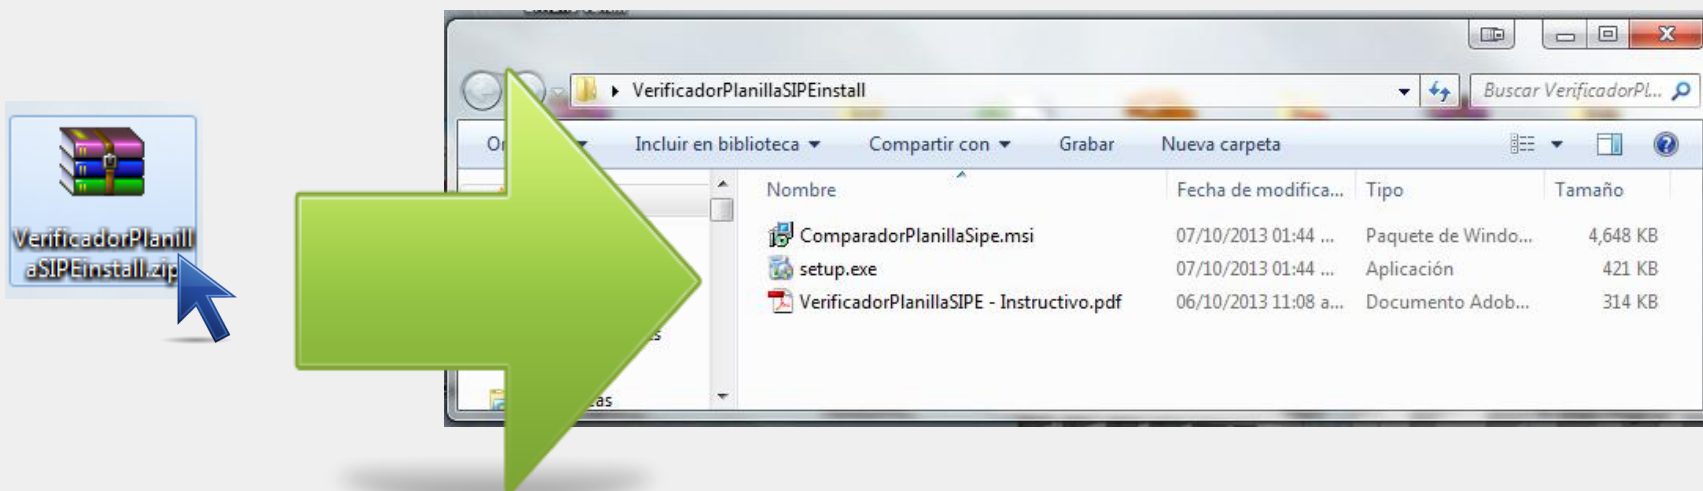 VerificadorPlanill
aSIPEinstall.zip
VerificadorPlanillaSIPEinstall
Buscar VerificadorPl...
Incluir en biblioteca
Compartir con
Grabar
Nueva carpeta
Nombre
Fecha de modifica...
Tipo
Tamaño
ComparadorPlanillaSipe.msi
07/10/2013 01:44 ...
Paquete de Windo...
4,648 KB
setup.exe
07/10/2013 01:44 ...
Aplicación
421 KB
VerificadorPlanillaSIPE - Instructivo.pdf
06/10/2013 11:08 a...
Documento Adob...
314 KB